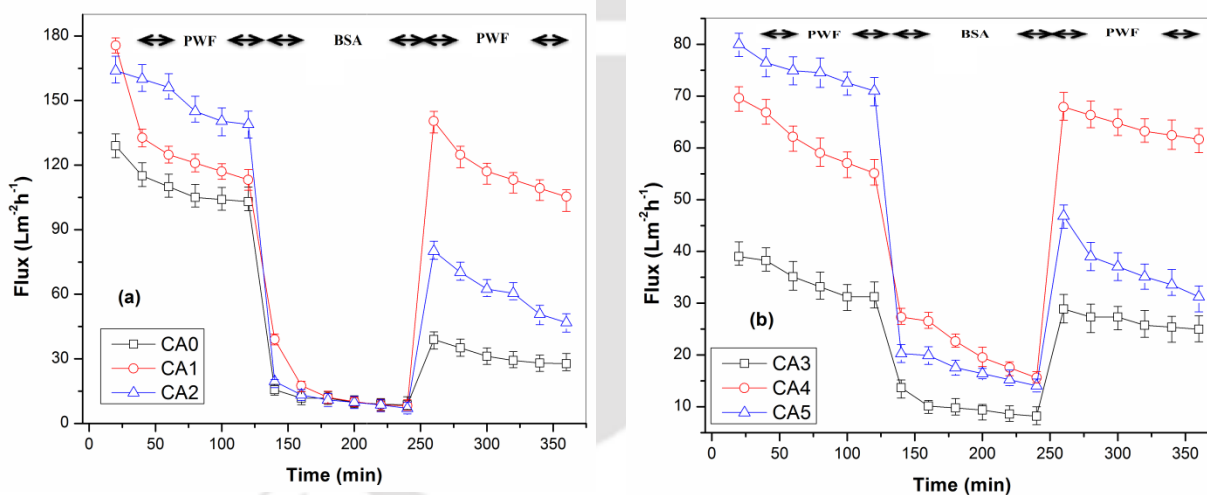 PWF BSA PWF
180
150
120
90
60
30
0
Flux (Lm⁻²h⁻¹)
(a)
CA0
CA1
CA2
0 50 100 150 200 250 300 350
Time (min)
PWF BSA PWF
80
70
60
50
40
30
20
10
Flux (Lm⁻²h⁻¹)
(b)
CA3
CA4
CA5
0 50 100 150 200 250 300 350
Time (min)